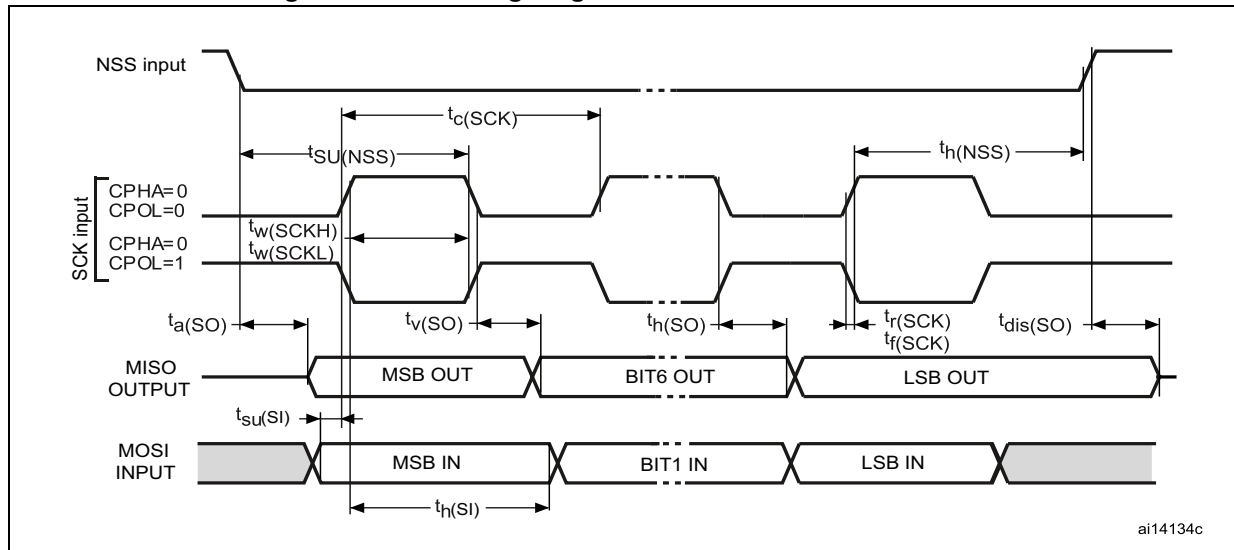 NSS input
tc(SCK)
tSU(NSS)
th(NSS)
SCK input
CPHA=0
CPOL=0
CPHA=0
CPOL=1
tw(SCKH)
tw(SCKL)
ta(SO)
tv(SO)
th(SO)
tr(SCK)
tf(SCK)
tdis(SO)
MISO
OUTPUT
MSB OUT
BIT6 OUT
LSB OUT
tsu(SI)
MOSI
INPUT
MSB IN
BIT1 IN
LSB IN
th(SI)
ai14134c